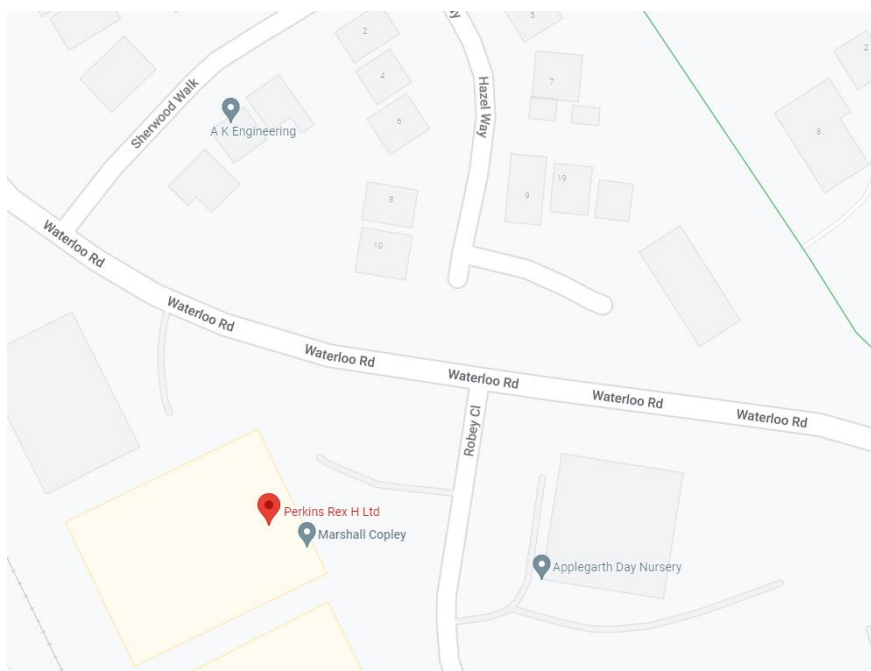 5
2
2
4
7
Hazel Way
Sherwood Walk
A K Engineering
6
8
19
9
8
10
Waterloo Rd
Waterloo Rd
Waterloo Rd
Waterloo Rd
Waterloo Rd
Waterloo Rd
Robey Cl
Perkins Rex H Ltd
Marshall Copley
Applegarth Day Nursery